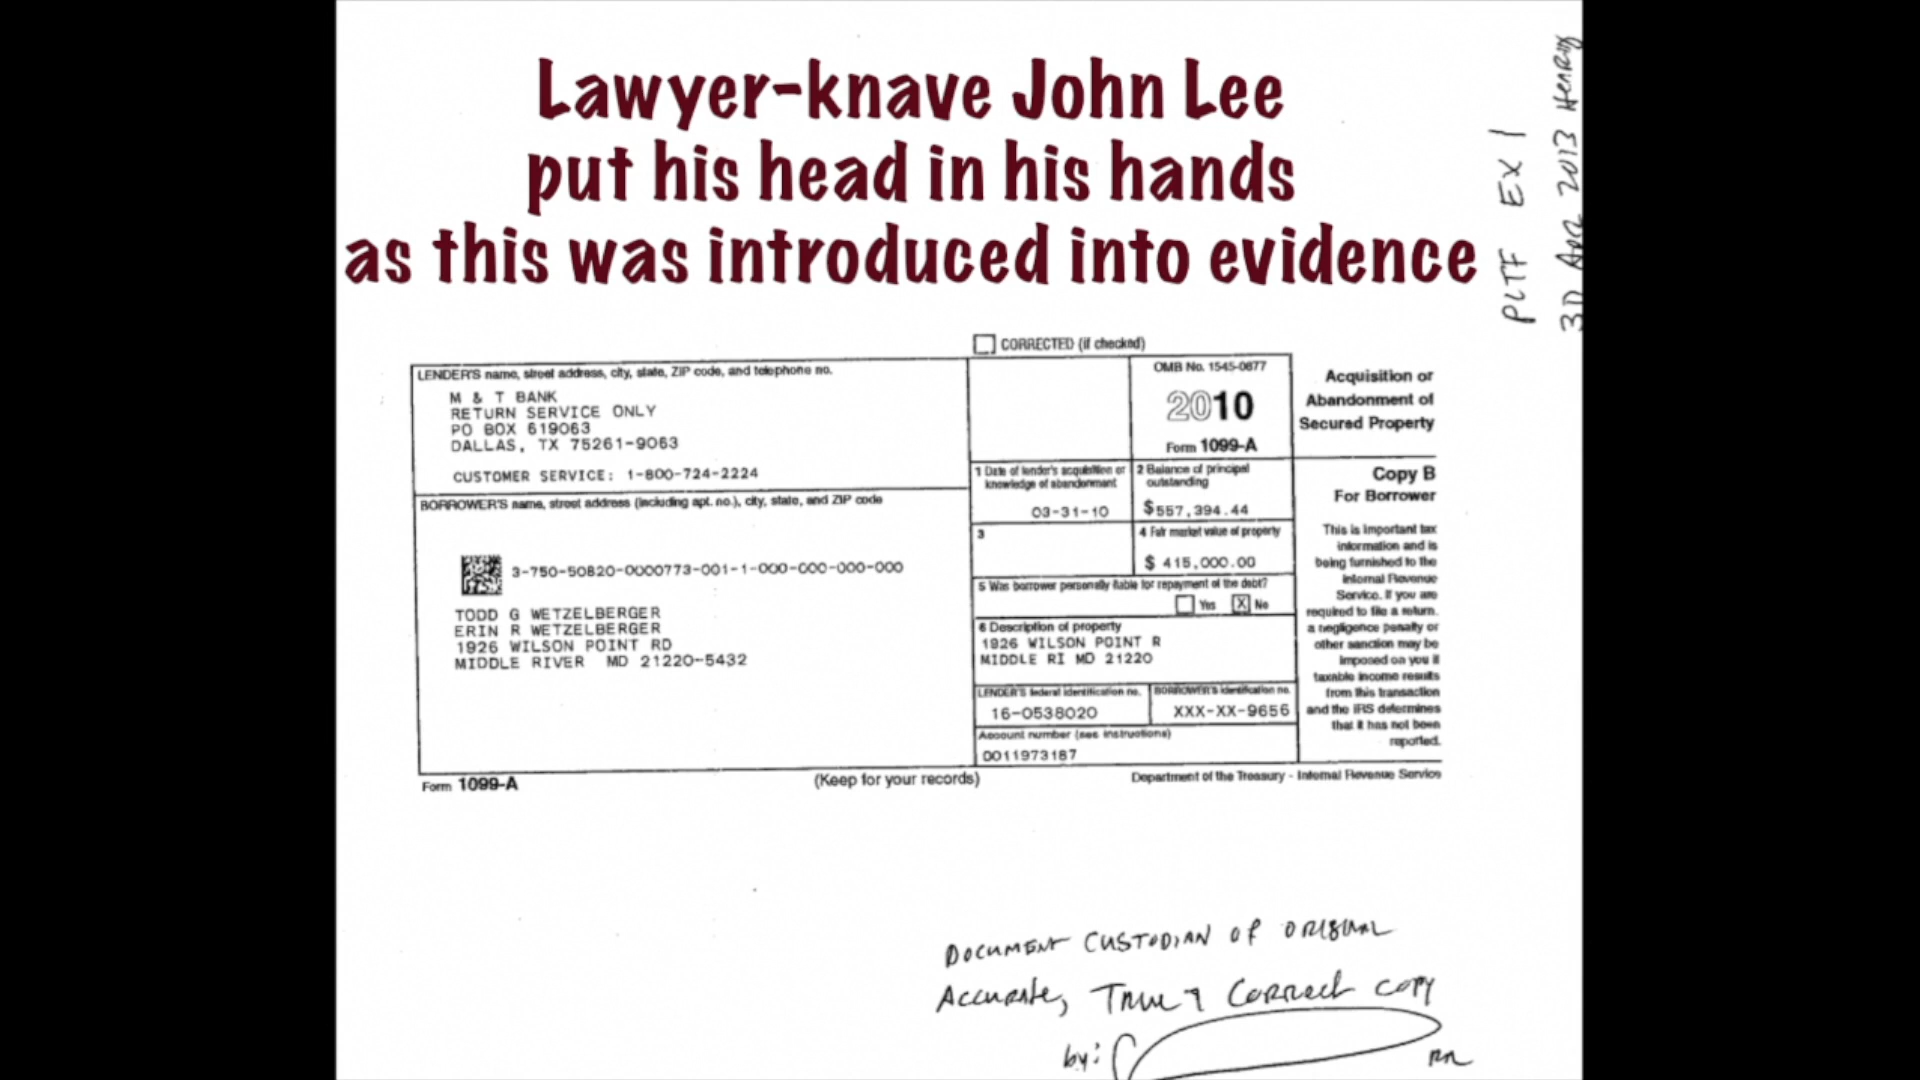 Lawyer-knave John Lee
put his head in his hands
as this was introduced into evidence
PLTF EX 1
3D APR 2013 HEARING
CORRECTED (if checked)
LENDER'S name, street address, city, state, ZIP code, and telephone no.
M & T BANK
RETURN SERVICE ONLY
PO BOX 619063
DALLAS, TX 75261-9063
CUSTOMER SERVICE: 1-800-724-2224
OMB No. 1545-0877
2010
Form 1099-A
Acquisition or
Abandonment of
Secured Property
1 Date of lender's acquisition or
knowledge of abandonment
03-31-10
2 Balance of principal
outstanding
$557,394.44
Copy B
For Borrower
BORROWER'S name, street address (including apt. no.), city, state, and ZIP code
3-750-50820-0000773-001-1-000-000-000-000
TODD G WETZELBERGER
ERIN R WETZELBERGER
1926 WILSON POINT RD
MIDDLE RIVER MD 21220-5432
3
4 Fair market value of property
$ 415,000.00
5 Was borrower personally liable for repayment of the debt?
Yes X No
6 Description of property
1926 WILSON POINT R
MIDDLE RI MD 21220
LENDER'S federal identification no.
16-0538020
BORROWER'S identification no.
XXX-XX-9656
Account number (see instructions)
0011973187
This is important tax
information and is
being furnished to the
Internal Revenue
Service. If you are
required to file a return,
a negligence penalty or
other sanction may be
imposed on you if
taxable income results
from this transaction
and the IRS determines
that it has not been
reported.
Form 1099-A
(Keep for your records)
Department of the Treasury - Internal Revenue Service
DOCUMENT CUSTODIAN OF ORIGINAL
Accurate, True & Correct copy
by: